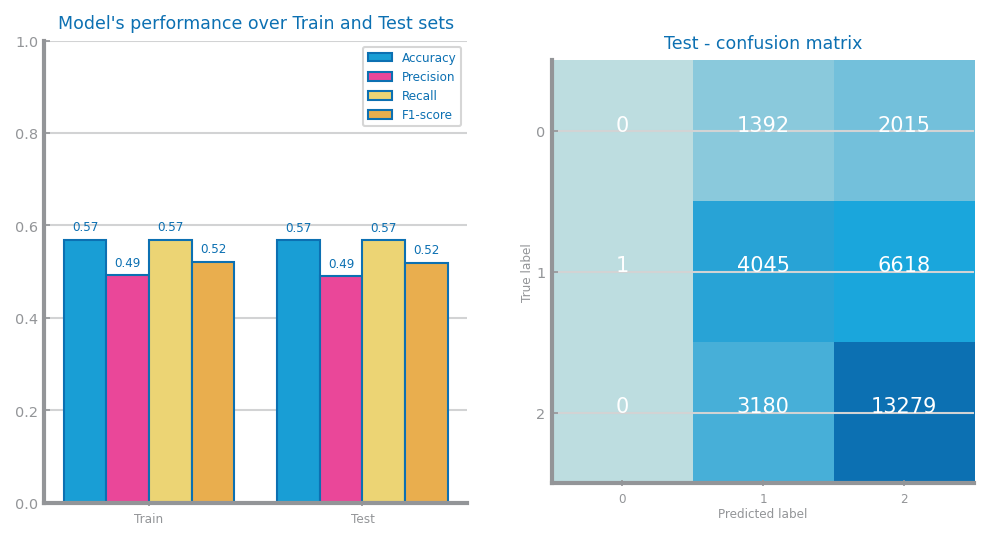 Model's performance over Train and Test sets
1.0
0.8
0.6
0.4
0.2
0.0
Accuracy
Precision
Recall
F1-score
0.57
0.49
0.57
0.52
0.57
0.49
0.57
0.52
Train
Test
Test - confusion matrix
True label
0
0 1392 2015
1
1 4045 6618
2
0 3180 13279
0 1 2
Predicted label